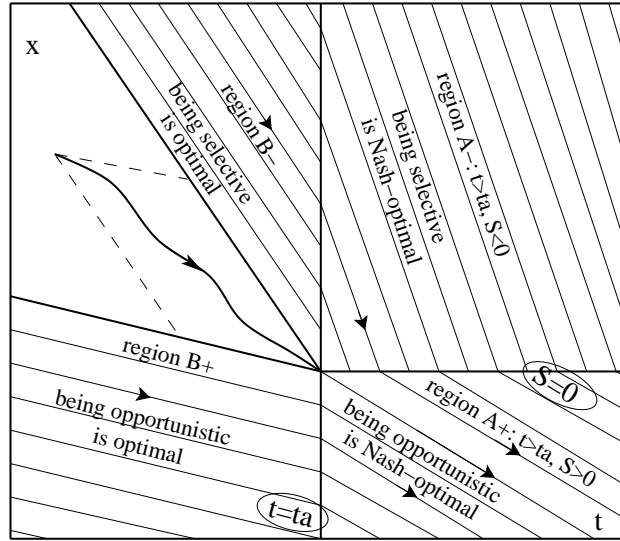 x
being selective
is optimal
region B−
being selective
is Nash−optimal
region A−: t>ta, S<0
region B+
being opportunistic
is optimal
t=ta
S=0
region A+: t>ta, S>0
being opportunistic
is Nash−optimal
t